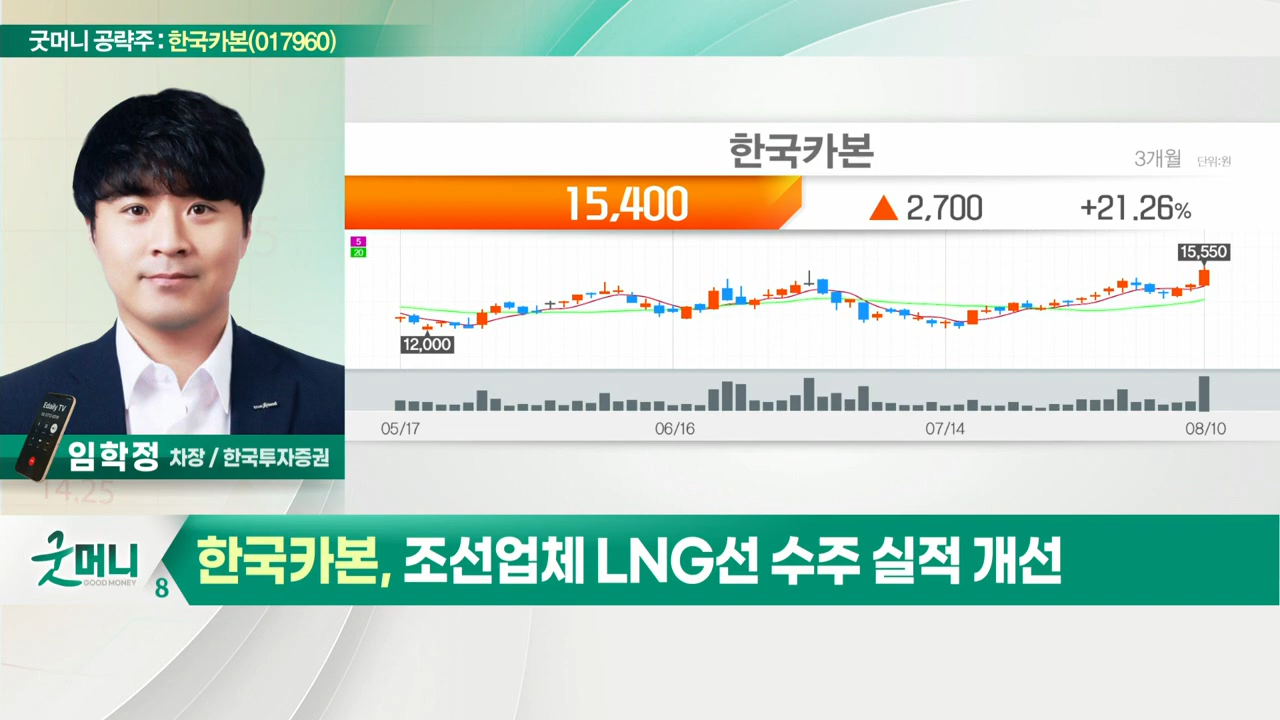 굿머니 공략주 : 한국카본(017960)
한국카본
3개월 단위:원
15,400 ▲ 2,700 +21.26%
5
20
15,550
12,000
05/17 06/16 07/14 08/10
Edaily TV
임학정 차장 / 한국투자증권
14.25
굿머니
GOOD MONEY
8
한국카본, 조선업체 LNG선 수주 실적 개선